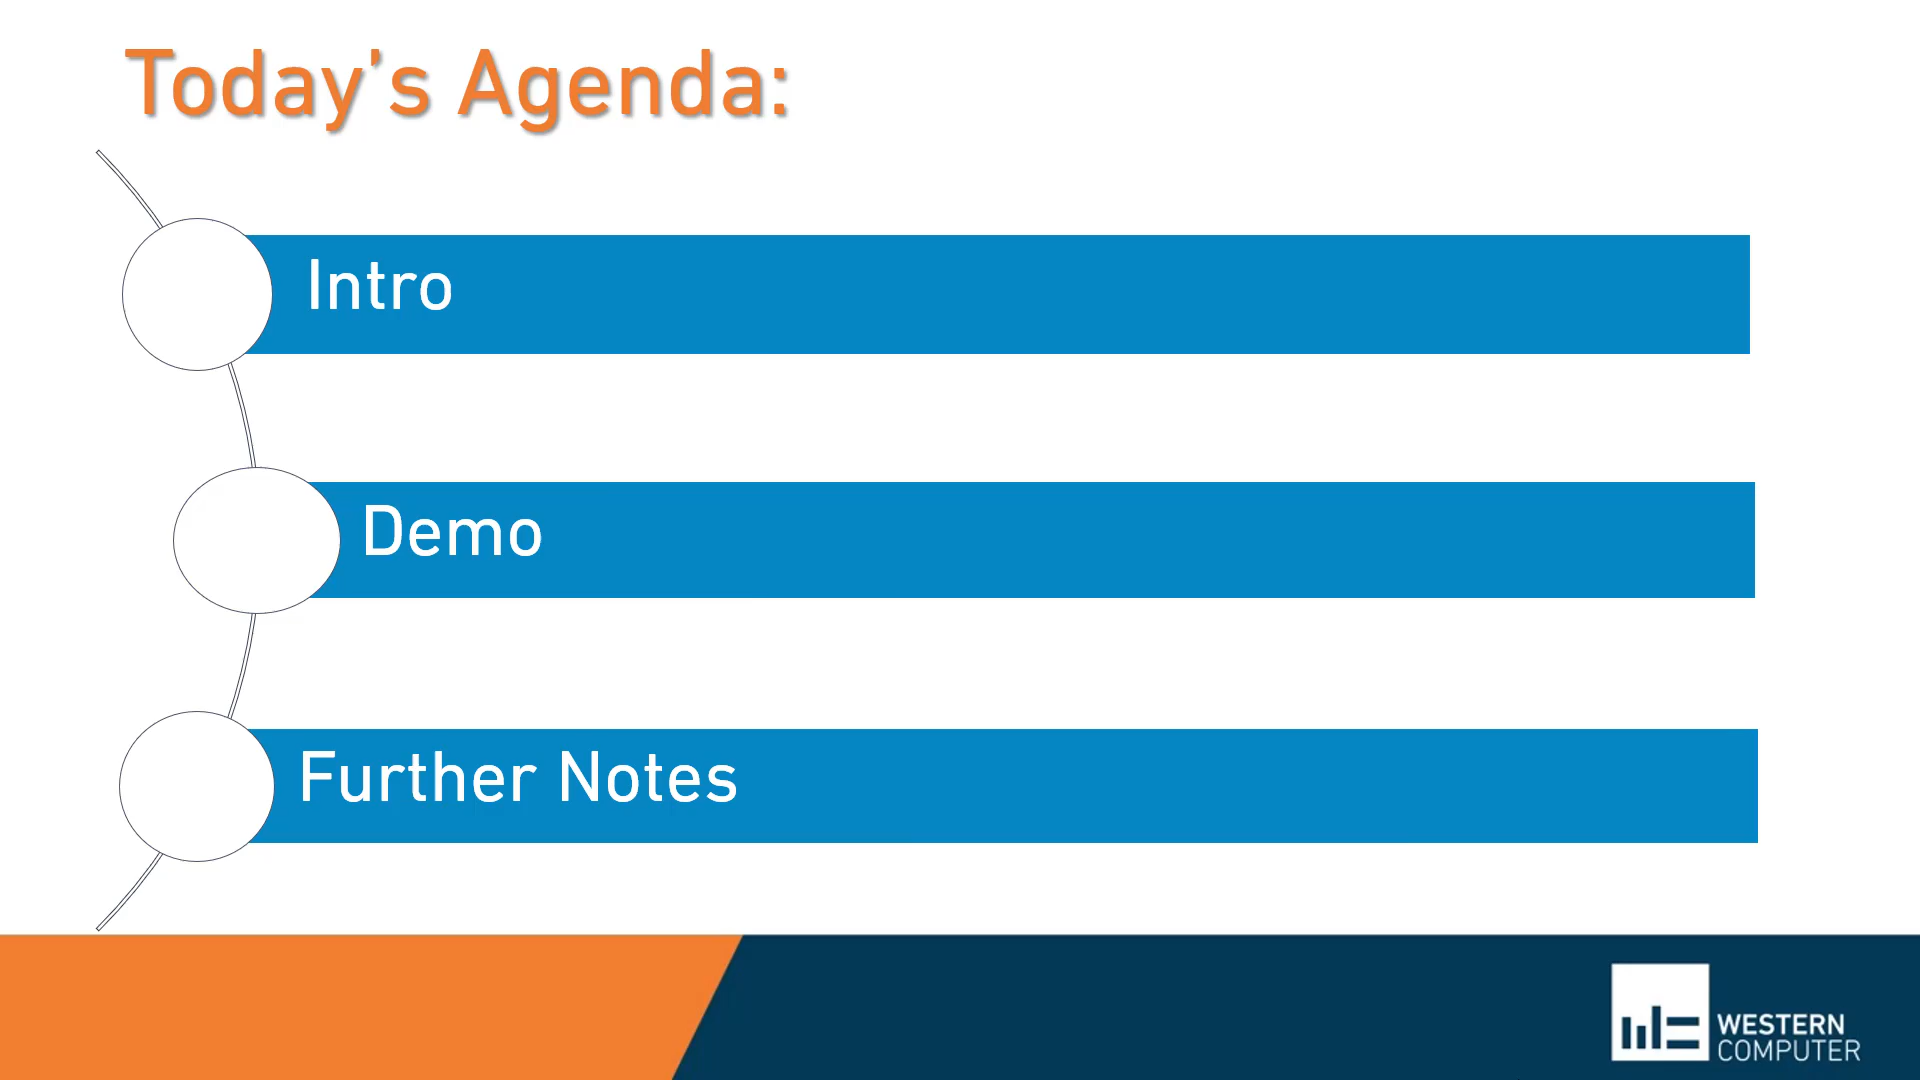 Today’s Agenda:
Intro
Demo
Further Notes
WESTERN
COMPUTER